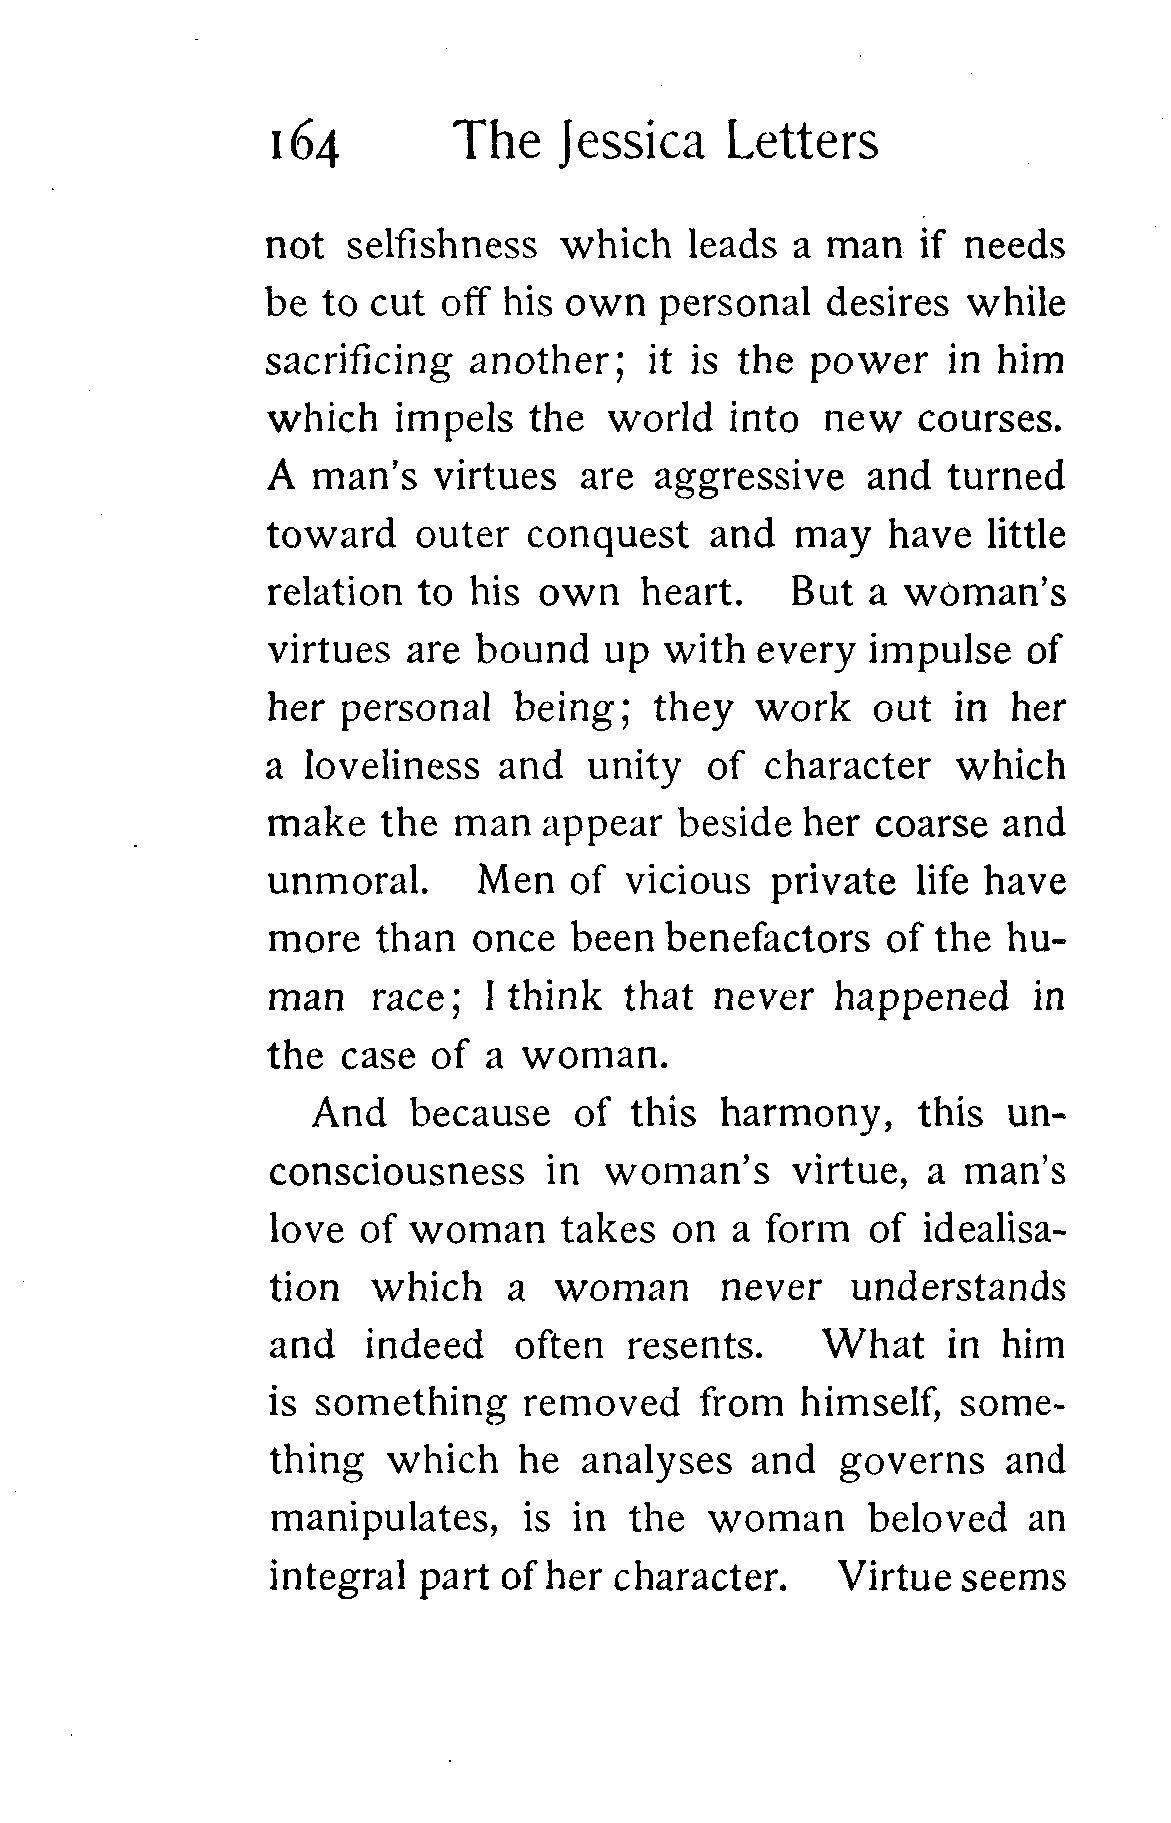 164 The Jessica Letters
not selfishness which leads a man if needs
be to cut off his own personal desires while
sacrificing another; it is the power in him
which impels the world into new courses.
A man's virtues are aggressive and turned
toward outer conquest and may have little
relation to his own heart. But a woman's
virtues are bound up with every impulse of
her personal being; they work out in her
a loveliness and unity of character which
make the man appear beside her coarse and
unmoral. Men of vicious private life have
more than once been benefactors of the hu-
man race; I think that never happened in
the case of a woman.
And because of this harmony, this un-
consciousness in woman's virtue, a man's
love of woman takes on a form of idealisa-
tion which a woman never understands
and indeed often resents. What in him
is something removed from himself, some-
thing which he analyses and governs and
manipulates, is in the woman beloved an
integral part of her character. Virtue seems